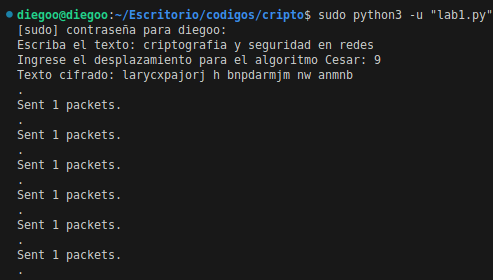 diegoo@diegoo:~/Escritorio/codigos/cripto$ sudo python3 -u "lab1.py"
[sudo] contraseña para diegoo:
Escriba el texto: criptografia y seguridad en redes
Ingrese el desplazamiento para el algoritmo Cesar: 9
Texto cifrado: larycxpajorj h bnpdarmjm nw anmnb
.
Sent 1 packets.
.
Sent 1 packets.
.
Sent 1 packets.
.
Sent 1 packets.
.
Sent 1 packets.
.
Sent 1 packets.
.